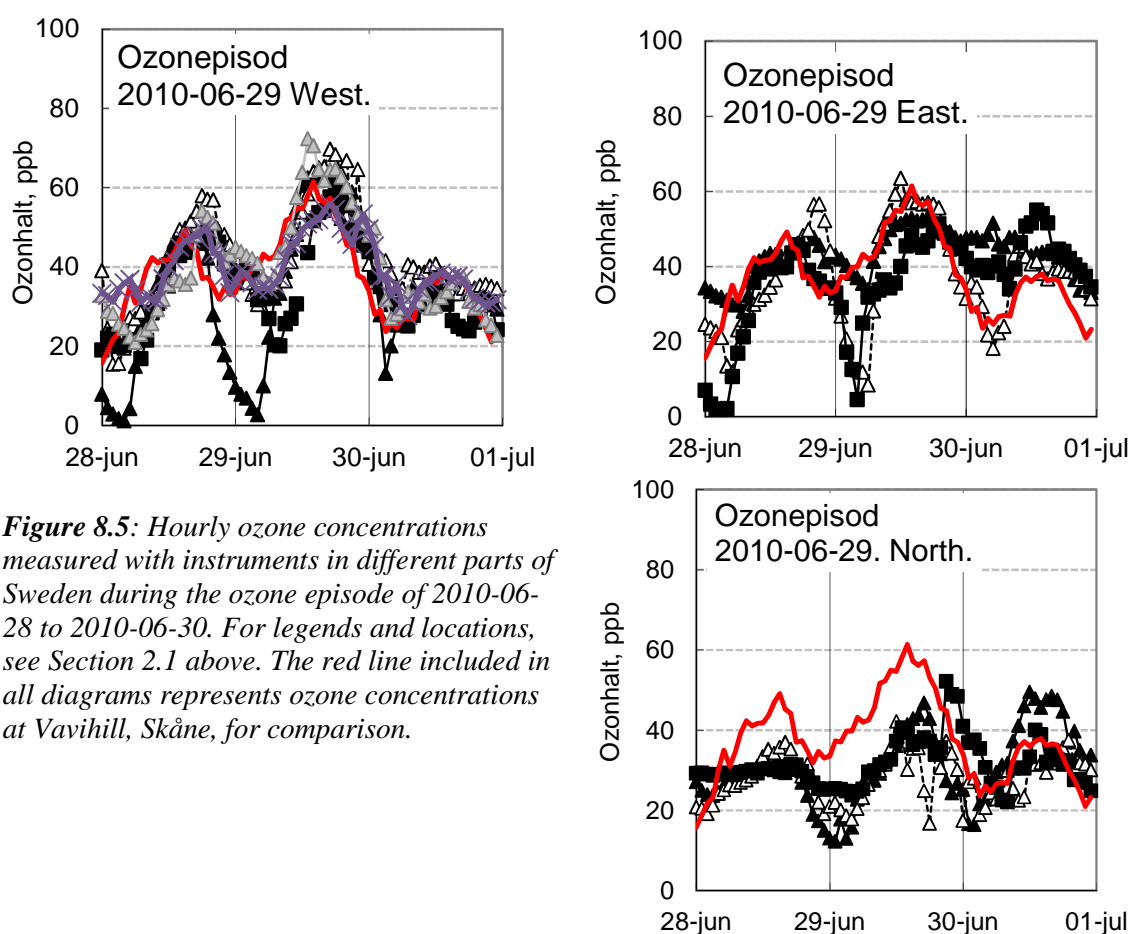 Ozonepisod
2010-06-29 West.
Ozonhalt, ppb
100
80
60
40
20
0
28-jun 29-jun 30-jun 01-jul
Ozonepisod
2010-06-29 East.
Ozonhalt, ppb
100
80
60
40
20
0
28-jun 29-jun 30-jun 01-jul
Figure 8.5: Hourly ozone concentrations
measured with instruments in different parts of
Sweden during the ozone episode of 2010-06-
28 to 2010-06-30. For legends and locations,
see Section 2.1 above. The red line included in
all diagrams represents ozone concentrations
at Vavihill, Skåne, for comparison.
Ozonepisod
2010-06-29. North.
Ozonhalt, ppb
100
80
60
40
20
0
28-jun 29-jun 30-jun 01-jul